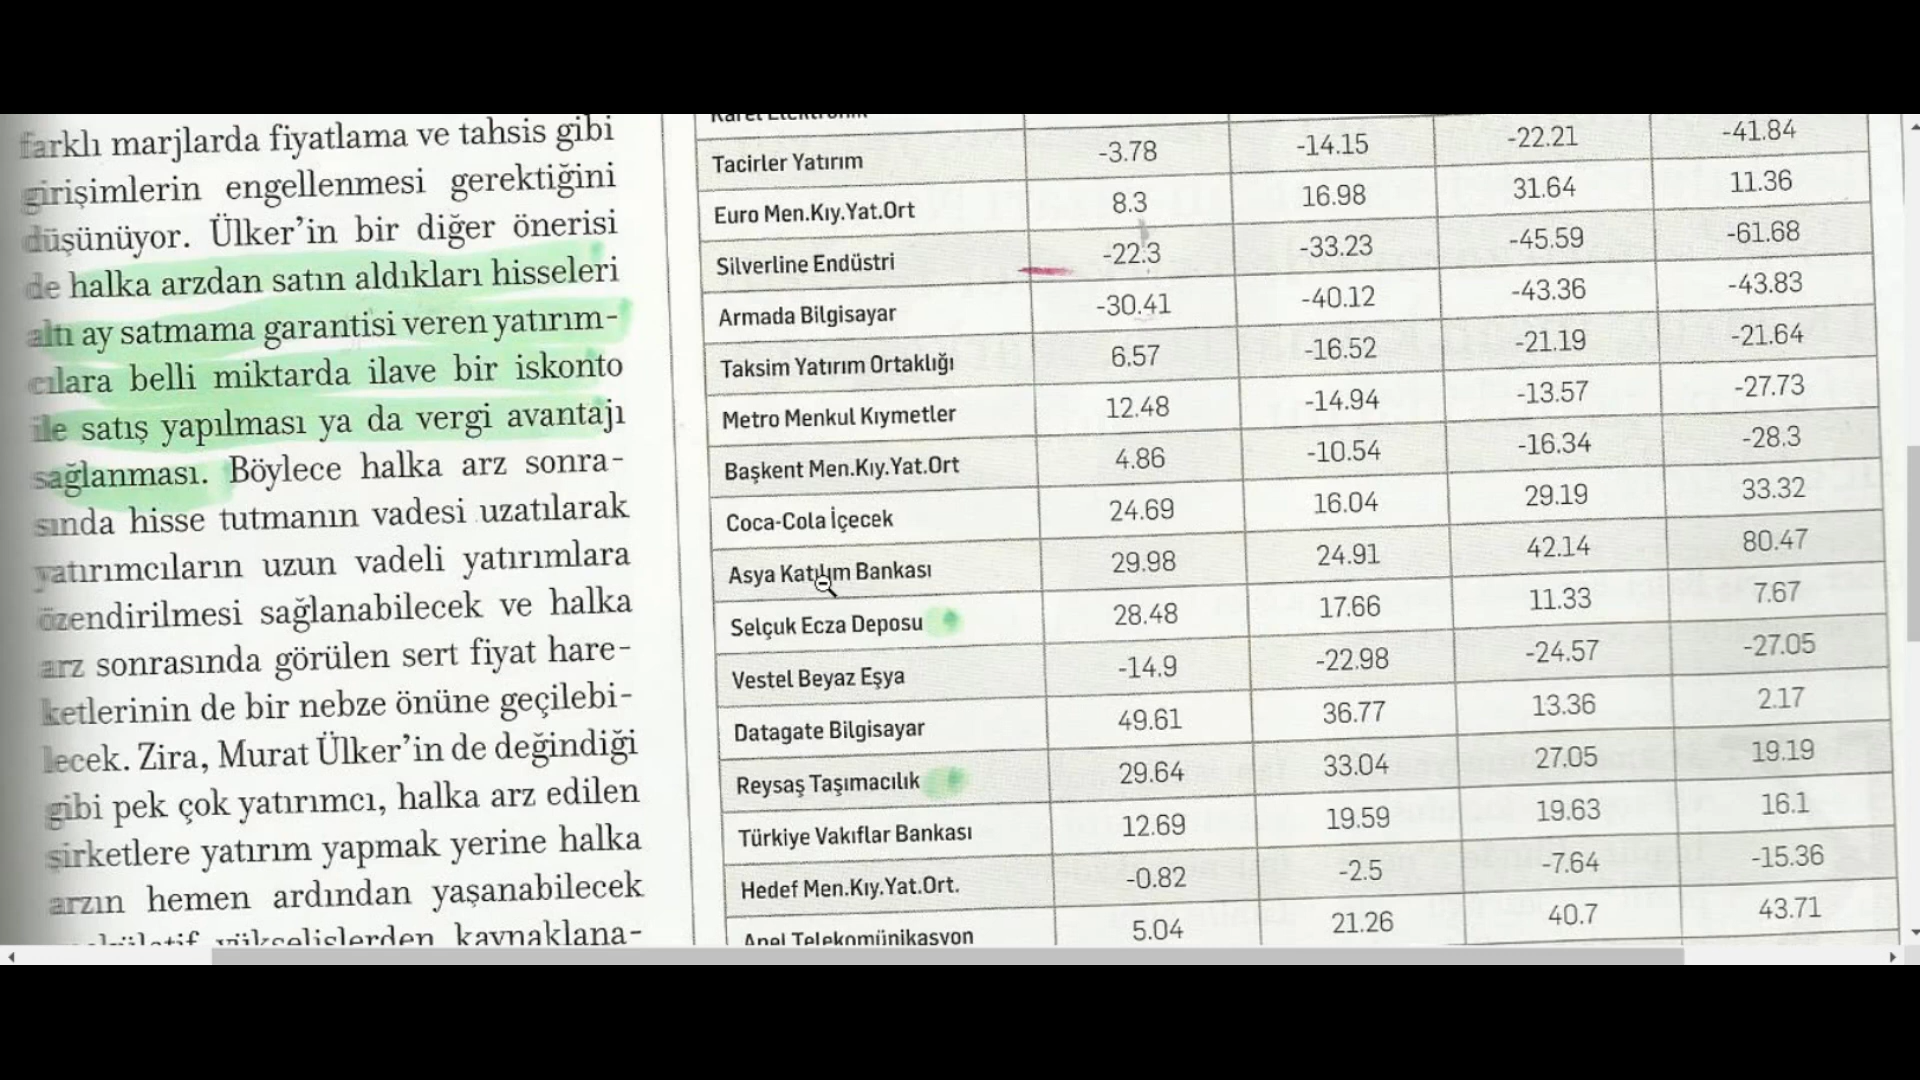 farklı marjlarda fiyatlama ve tahsis gibi
girişimlerin engellenmesi gerektiğini
düşünüyor. Ülker'in bir diğer önerisi
de halka arzdan satın aldıkları hisseleri
altı ay satmama garantisi veren yatırım-
cılara belli miktarda ilave bir iskonto
ile satış yapılması ya da vergi avantajı
sağlanması. Böylece halka arz sonra-
sında hisse tutmanın vadesi uzatılarak
yatırımcıların uzun vadeli yatırımlara
özendirilmesi sağlanabilecek ve halka
arz sonrasında görülen sert fiyat hare-
ketlerinin de bir nebze önüne geçilebi-
lecek. Zira, Murat Ülker'in de değindiği
gibi pek çok yatırımcı, halka arz edilen
şirketlere yatırım yapmak yerine halka
arzın hemen ardından yaşanabilecek
yükselişlerden kaynaklana-
Karel Elektronik
Tacirler Yatırım -3.78 -14.15 -22.21 -41.84
Euro Men.Kıy.Yat.Ort 8.3 16.98 31.64 11.36
Silverline Endüstri -22.3 -33.23 -45.59 -61.68
Armada Bilgisayar -30.41 -40.12 -43.36 -43.83
Taksim Yatırım Ortaklığı 6.57 -16.52 -21.19 -21.64
Metro Menkul Kıymetler 12.48 -14.94 -13.57 -27.73
Başkent Men.Kıy.Yat.Ort 4.86 -10.54 -16.34 -28.3
Coca-Cola İçecek 24.69 16.04 29.19 33.32
Asya Katılım Bankası 29.98 24.91 42.14 80.47
Selçuk Ecza Deposu 28.48 17.66 11.33 7.67
Vestel Beyaz Eşya -14.9 -22.98 -24.57 -27.05
Datagate Bilgisayar 49.61 36.77 13.36 2.17
Reysaş Taşımacılık 29.64 33.04 27.05 19.19
Türkiye Vakıflar Bankası 12.69 19.59 19.63 16.1
Hedef Men.Kıy.Yat.Ort. -0.82 -2.5 -7.64 -15.36
Anel Telekomünikasyon 5.04 21.26 40.7 43.71